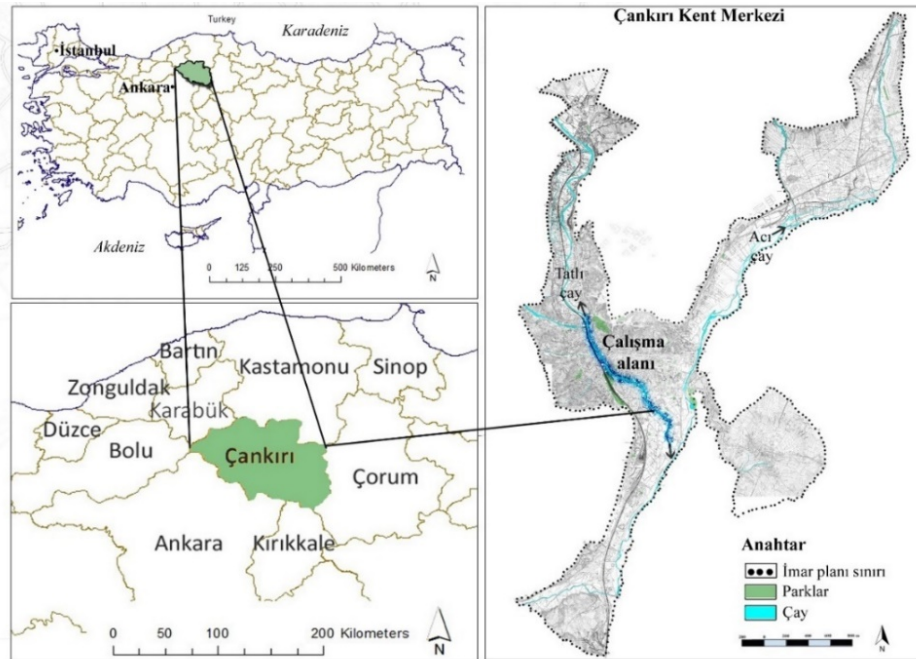 Turkey
Karadeniz
İstanbul
Ankara
Akdeniz
0 125 250 500 Kilometers
N
Bartın
Kastamonu
Sinop
Zonguldak
Karabük
Düzce
Bolu
Çankırı
Çorum
Ankara
Kırıkkale
0 50 100 200 Kilometers
N
Çankırı Kent Merkezi
Acı
çay
Tatlı
çay
Çalışma
alanı
Anahtar
İmar planı sınırı
Parklar
Çay
N